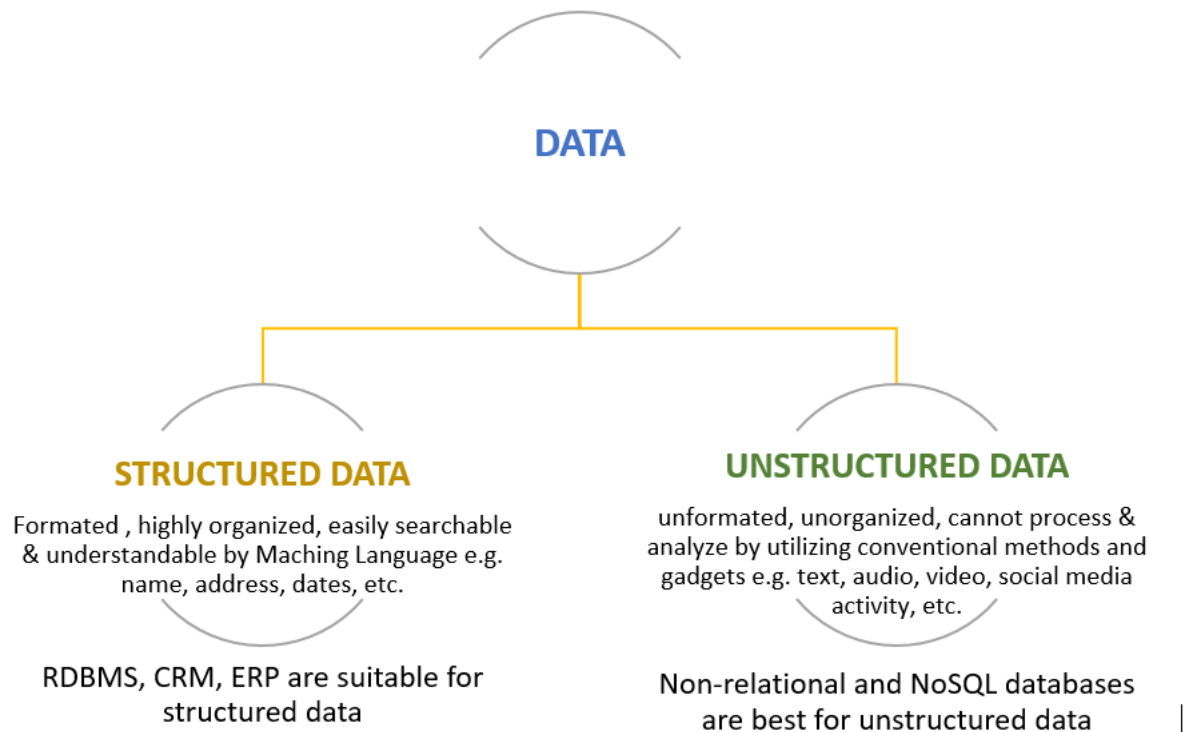 DATA
STRUCTURED DATA
Formated , highly organized, easily searchable
& understandable by Maching Language e.g.
name, address, dates, etc.
RDBMS, CRM, ERP are suitable for
structured data
UNSTRUCTURED DATA
unformated, unorganized, cannot process &
analyze by utilizing conventional methods and
gadgets e.g. text, audio, video, social media
activity, etc.
Non-relational and NoSQL databases
are best for unstructured data